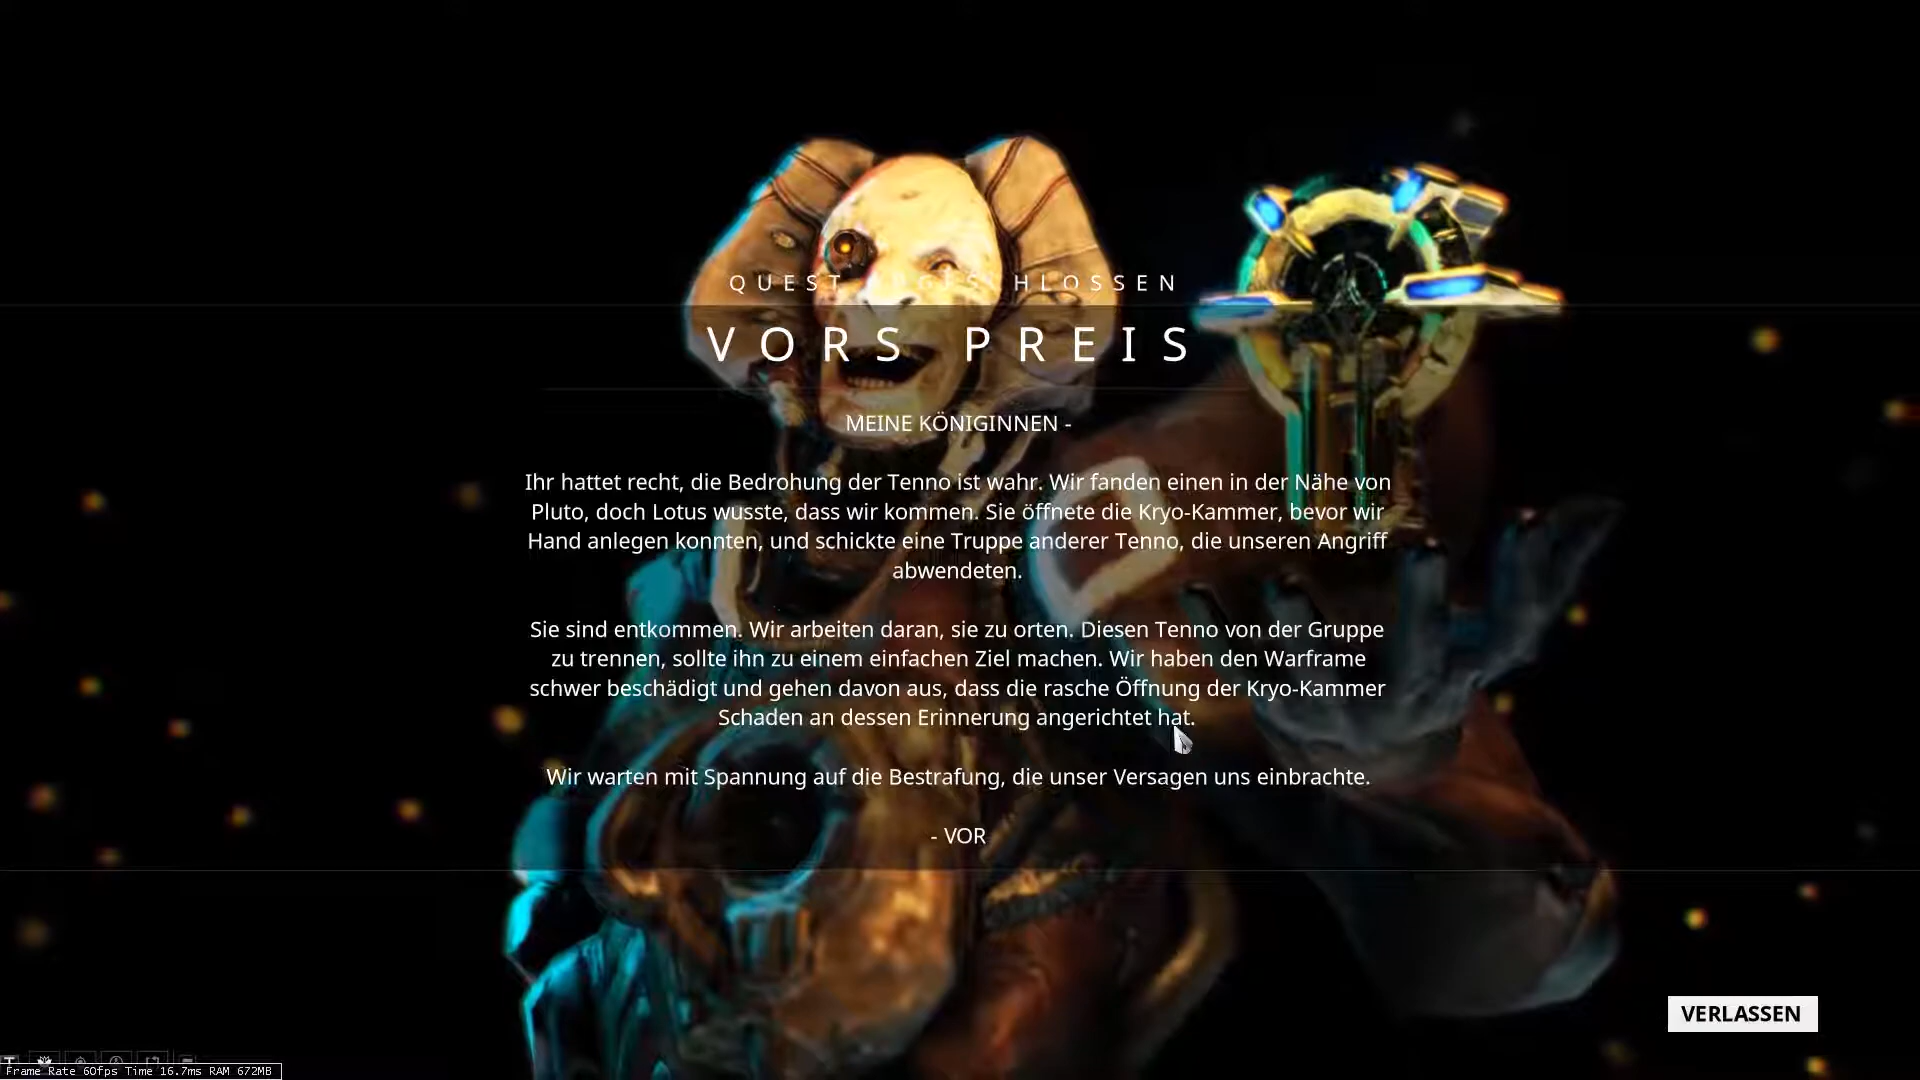 QUEST ABGESCHLOSSEN
VORS PREIS
MEINE KÖNIGINNEN -
Ihr hattet recht, die Bedrohung der Tenno ist wahr. Wir fanden einen in der Nähe von
Pluto, doch Lotus wusste, dass wir kommen. Sie öffnete die Kryo-Kammer, bevor wir
Hand anlegen konnten, und schickte eine Truppe anderer Tenno, die unseren Angriff
abwendeten.
Sie sind entkommen. Wir arbeiten daran, sie zu orten. Diesen Tenno von der Gruppe
zu trennen, sollte ihn zu einem einfachen Ziel machen. Wir haben den Warframe
schwer beschädigt und gehen davon aus, dass die rasche Öffnung der Kryo-Kammer
Schaden an dessen Erinnerung angerichtet hat.
Wir warten mit Spannung auf die Bestrafung, die unser Versagen uns einbrachte.
- VOR
VERLASSEN
T
Frame Rate 60fps Time 16.7ms RAM 672MB